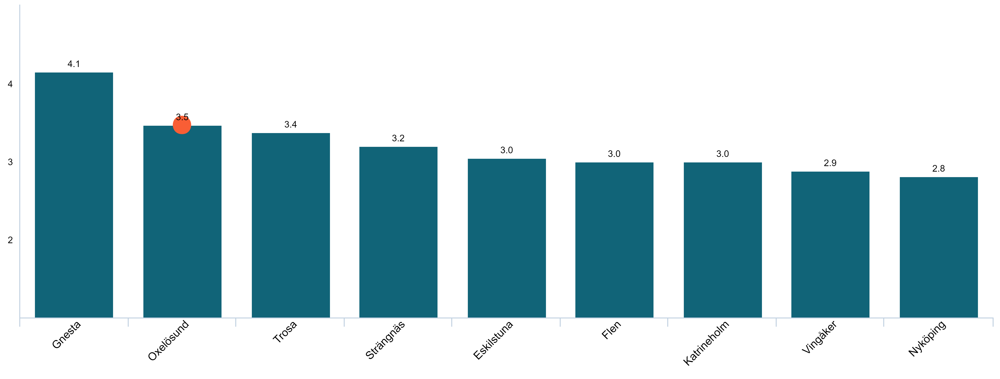 4.1
4
3.5
3.4
3.2
3.0
3.0
3.0
2.9
2.8
3
2
Gnesta
Oxelösund
Trosa
Strängnäs
Eskilstuna
Flen
Katrineholm
Vingåker
Nyköping